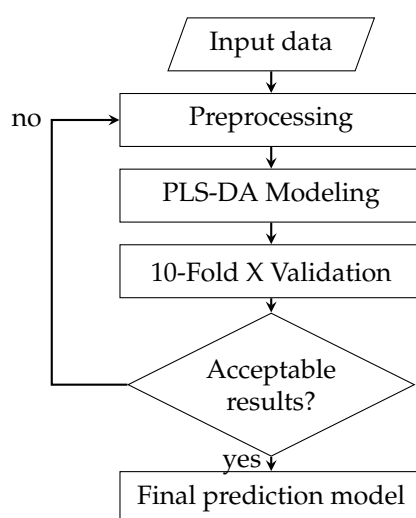 Input data
no
Preprocessing
PLS-DA Modeling
10-Fold X Validation
Acceptable
results?
yes
Final prediction model